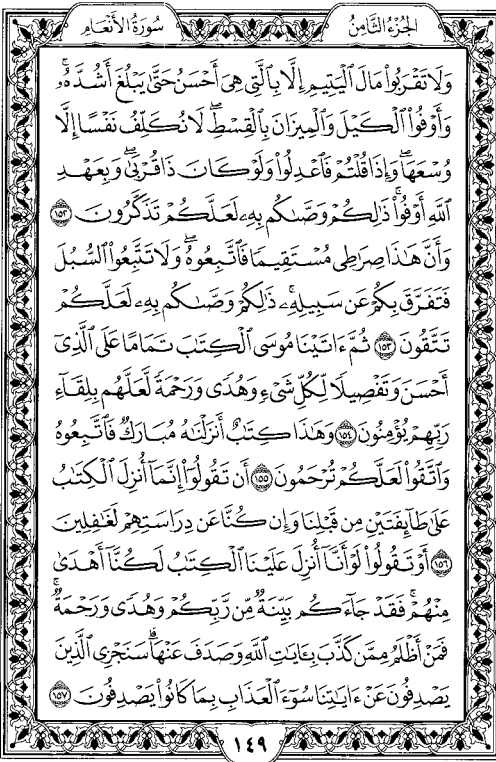 الجزء الثامن
سورة الأنعام
وَلَا تَقْرَبُوا۟ مَالَ ٱلْيَتِيمِ إِلَّا بِٱلَّتِى هِىَ أَحْسَنُ حَتَّىٰ يَبْلُغَ أَشُدَّهُۥ ۖ
وَأَوْفُوا۟ ٱلْكَيْلَ وَٱلْمِيزَانَ بِٱلْقِسْطِ ۖ لَا نُكَلِّفُ نَفْسًا إِلَّا
وُسْعَهَا ۖ وَإِذَا قُلْتُمْ فَٱعْدِلُوا۟ وَلَوْ كَانَ ذَا قُرْبَىٰ ۖ وَبِعَهْدِ
ٱللَّهِ أَوْفُوا۟ ۚ ذَٰلِكُمْ وَصَّىٰكُم بِهِۦ لَعَلَّكُمْ تَذَكَّرُونَ ١٥٢
وَأَنَّ هَٰذَا صِرَٰطِى مُسْتَقِيمًا فَٱتَّبِعُوهُ ۖ وَلَا تَتَّبِعُوا۟ ٱلسُّبُلَ
فَتَفَرَّقَ بِكُمْ عَن سَبِيلِهِۦ ۚ ذَٰلِكُمْ وَصَّىٰكُم بِهِۦ لَعَلَّكُمْ
تَتَّقُونَ ١٥٣ ثُمَّ ءَاتَيْنَا مُوسَى ٱلْكِتَٰبَ تَمَامًا عَلَى ٱلَّذِىٓ
أَحْسَنَ وَتَفْصِيلًا لِّكُلِّ شَىْءٍ وَهُدًى وَرَحْمَةً لَّعَلَّهُم بِلِقَآءِ
رَبِّهِمْ يُؤْمِنُونَ ١٥٤ وَهَٰذَا كِتَٰبٌ أَنزَلْنَٰهُ مُبَارَكٌ فَٱتَّبِعُوهُ
وَٱتَّقُوا۟ لَعَلَّكُمْ تُرْحَمُونَ ١٥٥ أَن تَقُولُوٓا۟ إِنَّمَآ أُنزِلَ ٱلْكِتَٰبُ
عَلَىٰ طَآئِفَتَيْنِ مِن قَبْلِنَا وَإِن كُنَّا عَن دِرَاسَتِهِمْ لَغَٰفِلِينَ
١٥٦ أَوْ تَقُولُوا۟ لَوْ أَنَّآ أُنزِلَ عَلَيْنَا ٱلْكِتَٰبُ لَكُنَّآ أَهْدَىٰ
مِنْهُمْ ۚ فَقَدْ جَآءَكُم بَيِّنَةٌ مِّن رَّبِّكُمْ وَهُدًى وَرَحْمَةٌ ۚ
فَمَنْ أَظْلَمُ مِمَّن كَذَّبَ بِـَٔايَٰتِ ٱللَّهِ وَصَدَفَ عَنْهَا ۗ سَنَجْزِى ٱلَّذِينَ
يَصْدِفُونَ عَنْ ءَايَٰتِنَا سُوٓءَ ٱلْعَذَابِ بِمَا كَانُوا۟ يَصْدِفُونَ ١٥٧
١٤٩